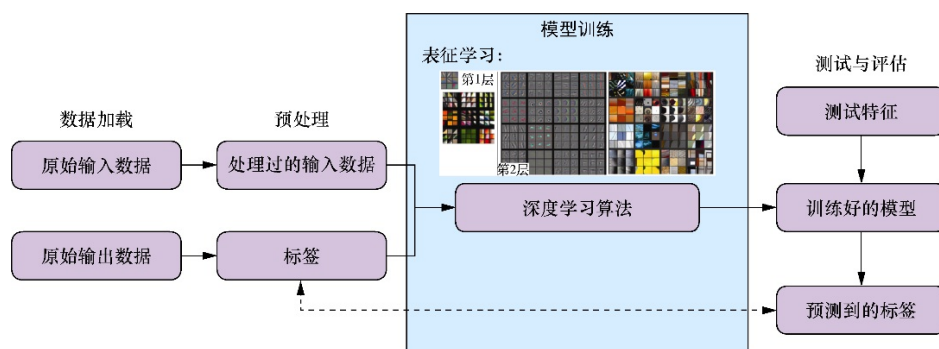 模型训练
表征学习：
第1层
第2层
测试与评估
测试特征
数据加载
预处理
原始输入数据
处理过的输入数据
深度学习算法
训练好的模型
原始输出数据
标签
预测到的标签